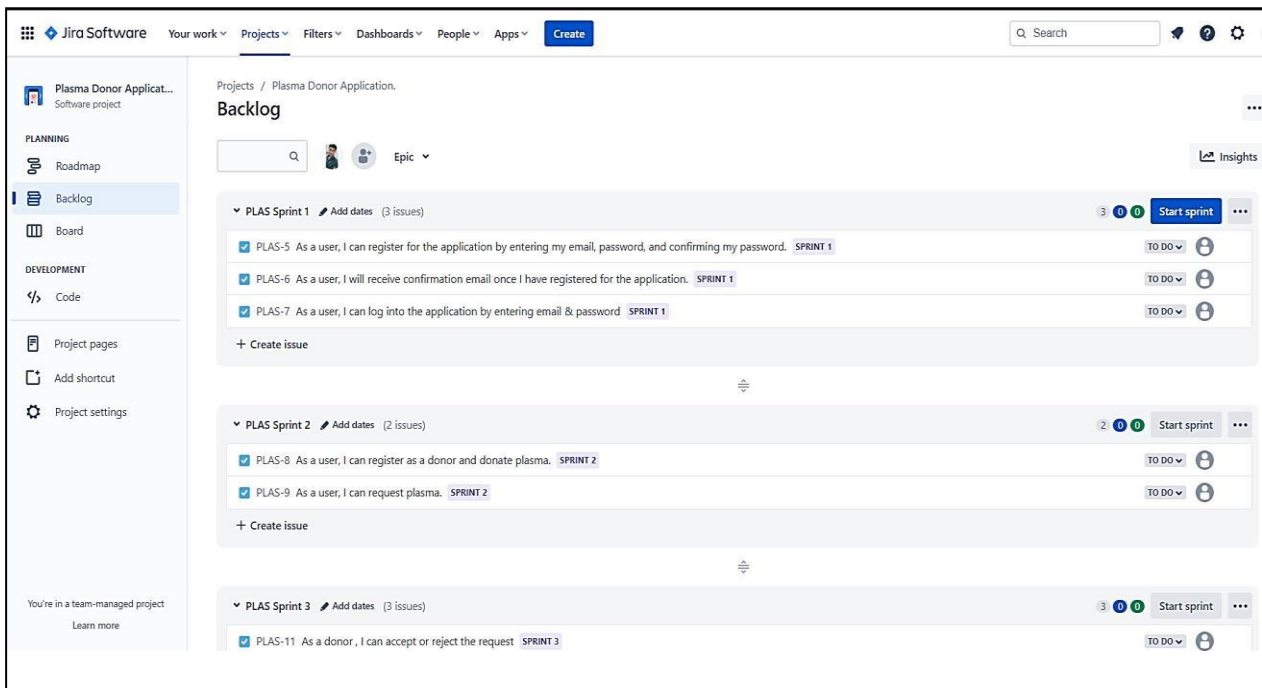 Jira Software Your work Projects Filters Dashboards People Apps Create Search
Plasma Donor Applicat...
Software project
PLANNING
Roadmap
Backlog
Board
DEVELOPMENT
Code
Project pages
Add shortcut
Project settings
You're in a team-managed project
Learn more
Projects / Plasma Donor Application.
Backlog
Epic
Insights
PLAS Sprint 1 Add dates (3 issues) 3 0 0 Start sprint
PLAS-5 As a user, I can register for the application by entering my email, password, and confirming my password. SPRINT 1 TO DO
PLAS-6 As a user, I will receive confirmation email once I have registered for the application. SPRINT 1 TO DO
PLAS-7 As a user, I can log into the application by entering email & password SPRINT 1 TO DO
+ Create issue
PLAS Sprint 2 Add dates (2 issues) 2 0 0 Start sprint
PLAS-8 As a user, I can register as a donor and donate plasma. SPRINT 2 TO DO
PLAS-9 As a user, I can request plasma. SPRINT 2 TO DO
+ Create issue
PLAS Sprint 3 Add dates (3 issues) 3 0 0 Start sprint
PLAS-11 As a donor , I can accept or reject the request SPRINT 3 TO DO